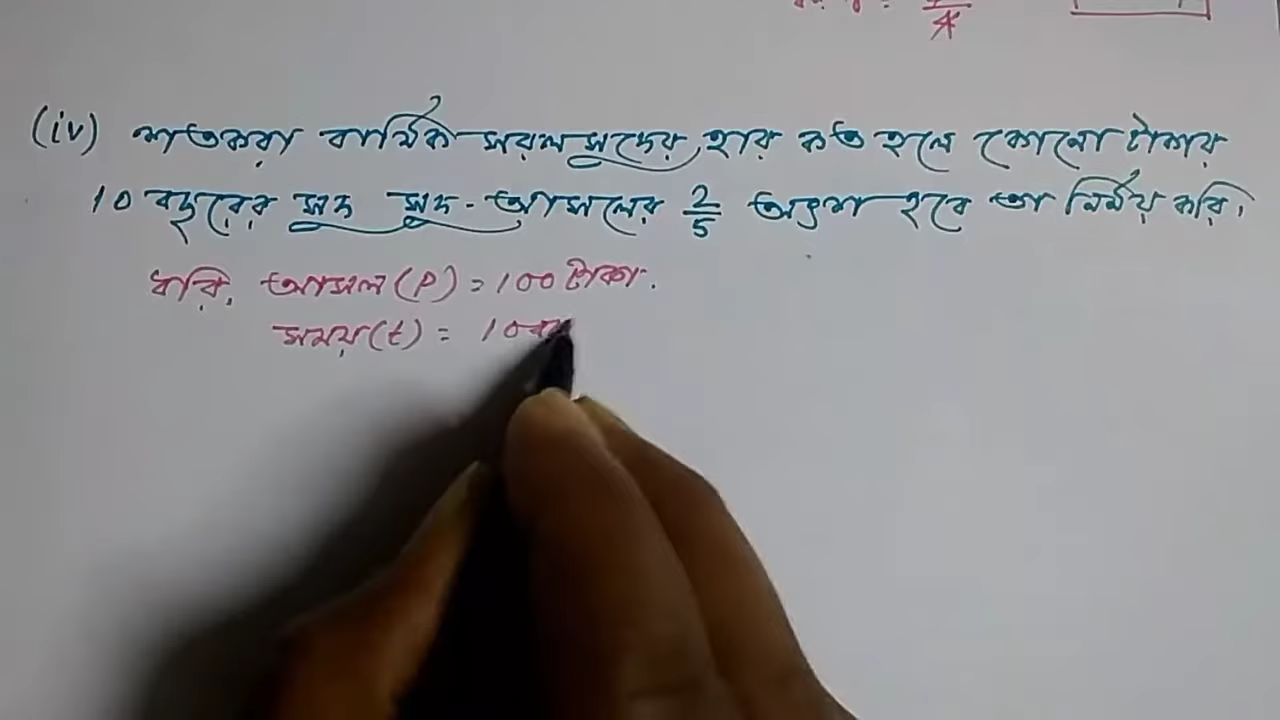 (iv) শতকরা বার্ষিক সরল সুদের হার কত হলে কোনো টাকার
10 বছরের সুদ সুদ-আসলের 2/5 অংশ হবে তা নির্ণয় করি।
ধরি, আসল (P) = 100 টাকা.
সময় (t) = 10